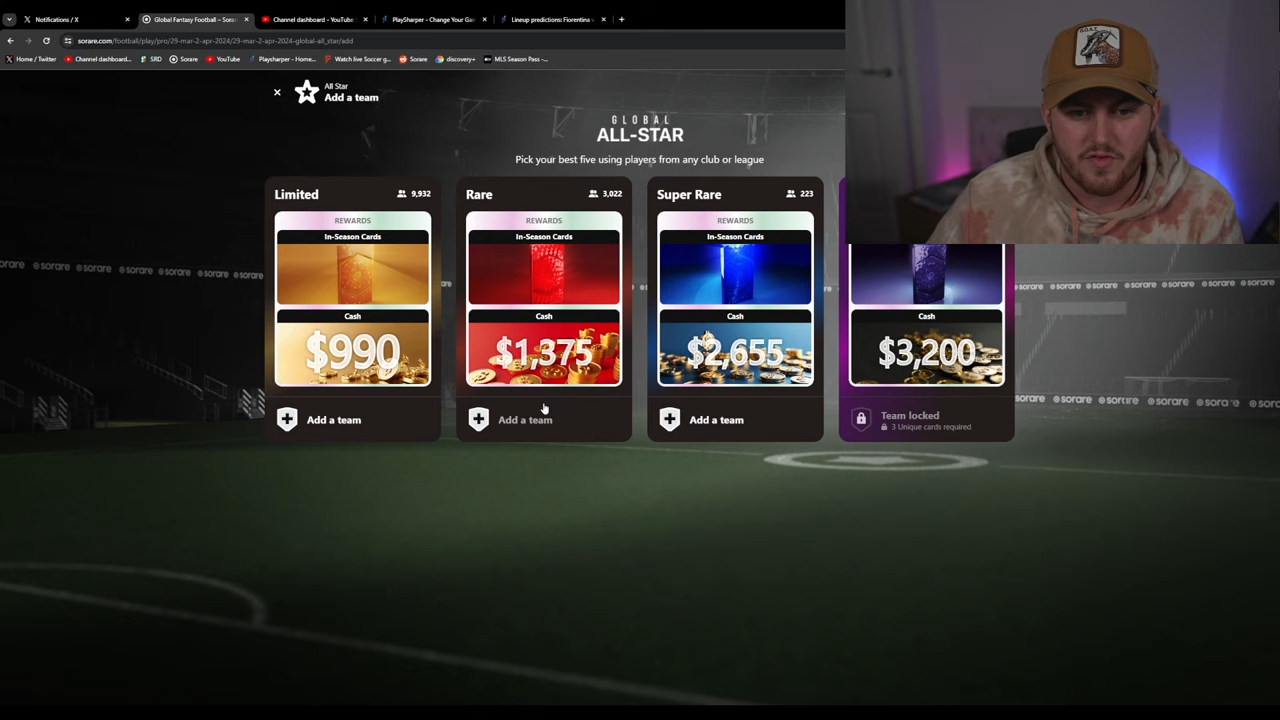 Notifications / X
Global Fantasy Football – Sorar
Channel dashboard - YouTube
PlaySharper - Change Your Gar
Lineup predictions: Fiorentina v
sorare.com/football/play/pro/29-mar-2-apr-2024/29-mar-2-apr-2024-global-all_star/add
Home / Twitter
Channel dashboard...
SRD
Sorare
YouTube
Playsharper - Home...
Watch live Soccer g...
Sorare
discovery+
MLS Season Pass -...
All Star
Add a team
GLOBAL
ALL-STAR
Pick your best five using players from any club or league
Limited
9,932
REWARDS
In-Season Cards
Cash
$990
Add a team
Rare
3,022
REWARDS
In-Season Cards
Cash
$1,375
Add a team
Super Rare
223
REWARDS
In-Season Cards
Cash
$2,655
Add a team
Cash
$3,200
Team locked
3 Unique cards required
GOAT